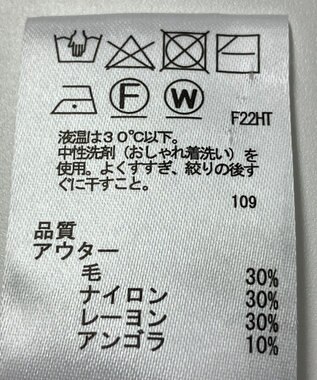 F W F22HT
液温は30℃以下。
中性洗剤（おしゃれ着洗い）を
使用。よくすすぎ、絞りの後す
ぐに干すこと。
109
品質
アウター
毛 30%
ナイロン 30%
レーヨン 30%
アンゴラ 10%